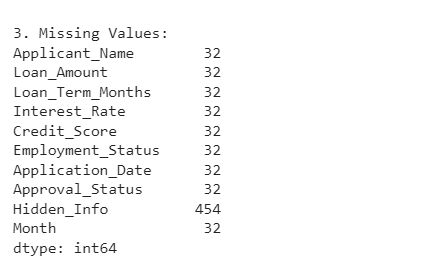 3. Missing Values:
Applicant_Name 32
Loan_Amount 32
Loan_Term_Months 32
Interest_Rate 32
Credit_Score 32
Employment_Status 32
Application_Date 32
Approval_Status 32
Hidden_Info 454
Month 32
dtype: int64